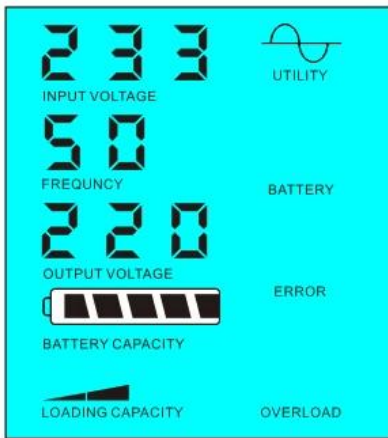 233
UTILITY
INPUT VOLTAGE
50
FREQUNCY
BATTERY
220
OUTPUT VOLTAGE
ERROR
BATTERY CAPACITY
LOADING CAPACITY
OVERLOAD